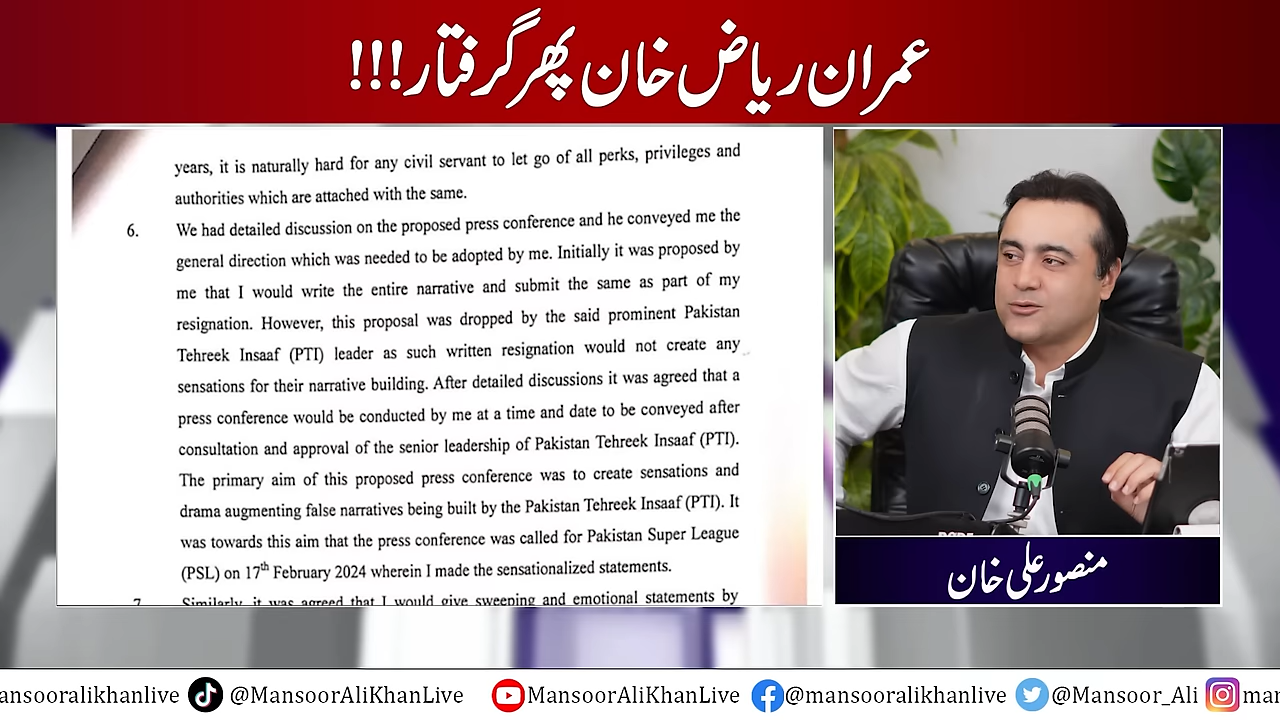 عمران ریاض خان پھر گرفتار!!!
years, it is naturally hard for any civil servant to let go of all perks, privileges and
authorities which are attached with the same.
6. We had detailed discussion on the proposed press conference and he conveyed me the
general direction which was needed to be adopted by me. Initially it was proposed by
me that I would write the entire narrative and submit the same as part of my
resignation. However, this proposal was dropped by the said prominent Pakistan
Tehreek Insaaf (PTI) leader as such written resignation would not create any
sensations for their narrative building. After detailed discussions it was agreed that a
press conference would be conducted by me at a time and date to be conveyed after
consultation and approval of the senior leadership of Pakistan Tehreek Insaaf (PTI).
The primary aim of this proposed press conference was to create sensations and
drama augmenting false narratives being built by the Pakistan Tehreek Insaaf (PTI). It
was towards this aim that the press conference was called for Pakistan Super League
(PSL) on 17th February 2024 wherein I made the sensationalized statements.
7. Similarly, it was agreed that I would give sweeping and emotional statements by
منصور علی خان
ansooralikhanlive @MansoorAliKhanLive MansoorAliKhanLive @mansooralikhanlive @Mansoor_Ali mar